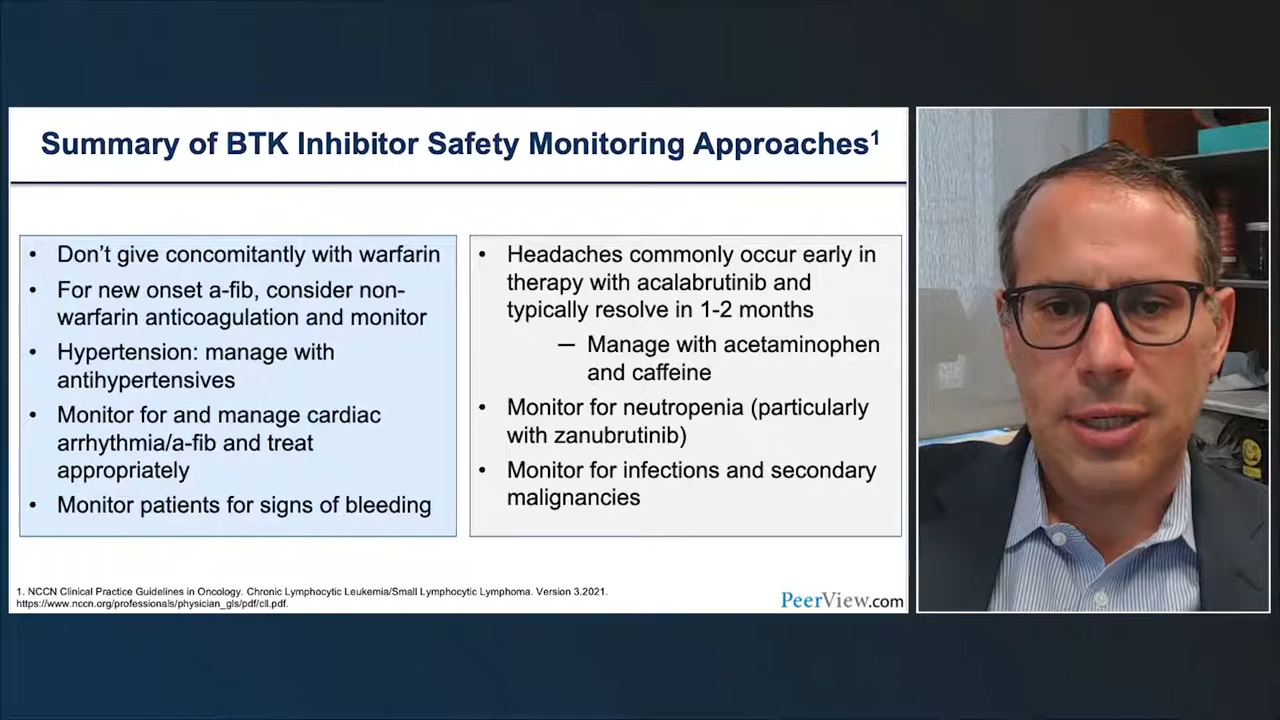 Summary of BTK Inhibitor Safety Monitoring Approaches¹
• Don’t give concomitantly with warfarin
• For new onset a-fib, consider non-
warfarin anticoagulation and monitor
• Hypertension: manage with
antihypertensives
• Monitor for and manage cardiac
arrhythmia/a-fib and treat
appropriately
• Monitor patients for signs of bleeding
• Headaches commonly occur early in
therapy with acalabrutinib and
typically resolve in 1-2 months
— Manage with acetaminophen
and caffeine
• Monitor for neutropenia (particularly
with zanubrutinib)
• Monitor for infections and secondary
malignancies
1. NCCN Clinical Practice Guidelines in Oncology. Chronic Lymphocytic Leukemia/Small Lymphocytic Lymphoma. Version 3.2021.
https://www.nccn.org/professionals/physician_gls/pdf/cll.pdf.
PeerView.com